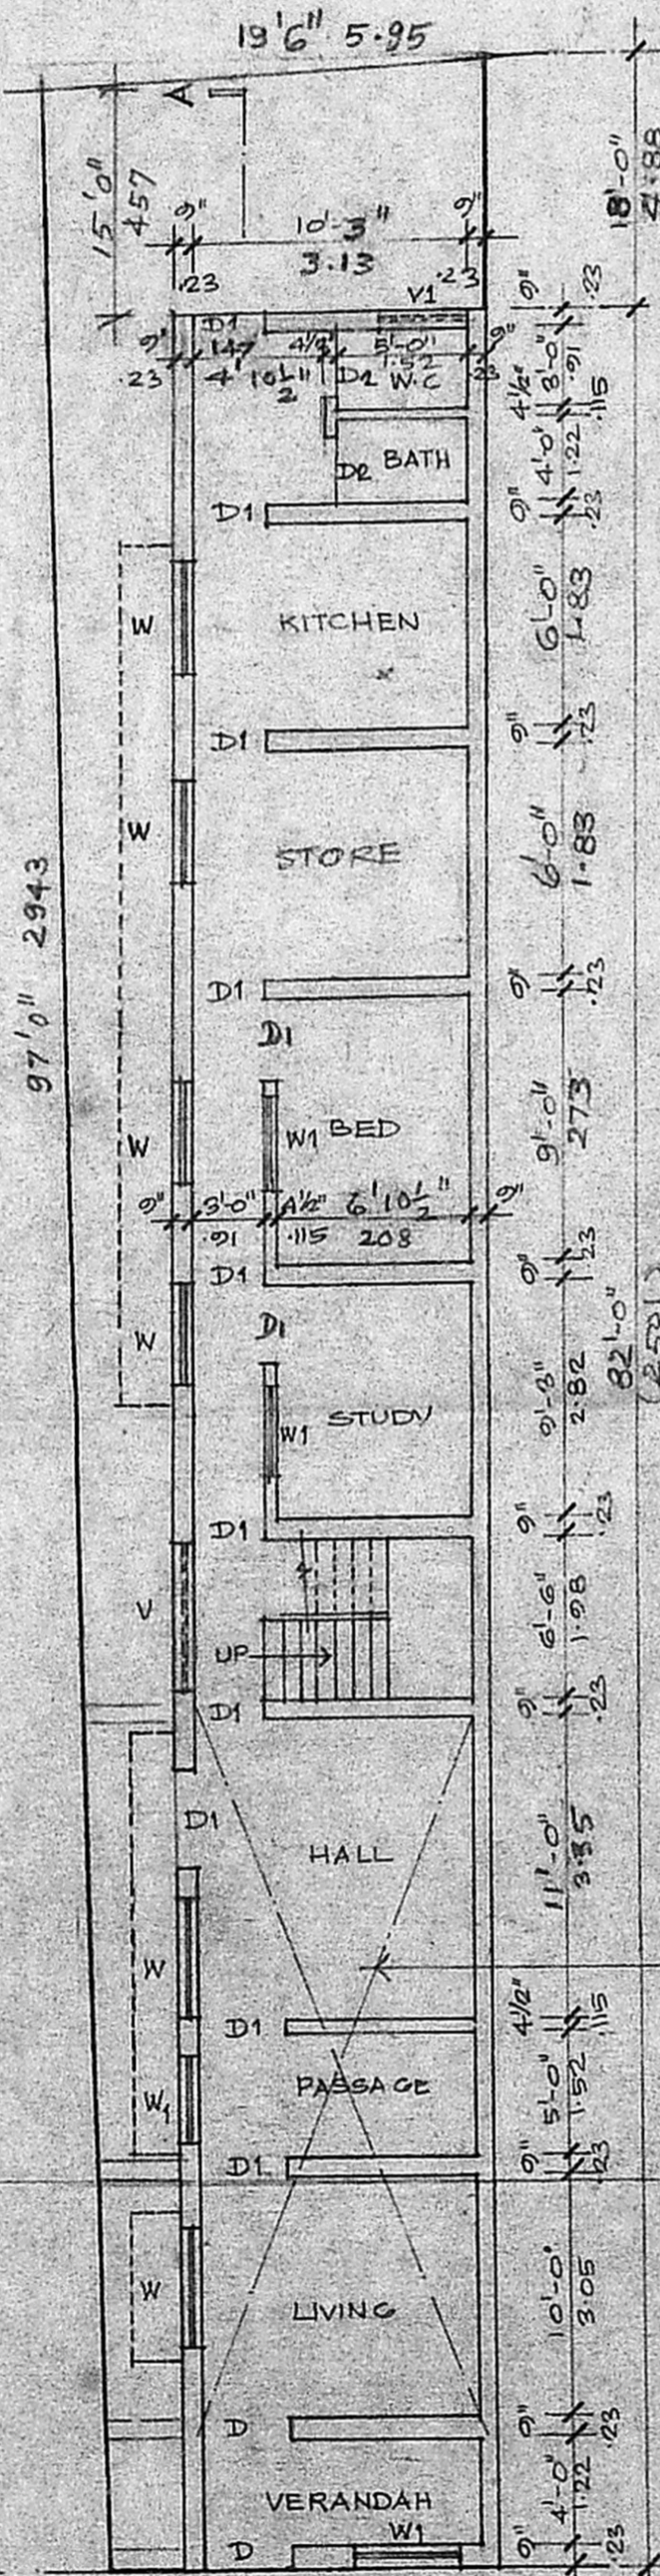 19'6" 5.95
A
15'0"
457
18'-0"
4.88
9"
10'-3"
9"
.23
3.13
.23
V1
9"
.23
D1
9"
147
4½"
5'-0"
1.52
9"
.23
4'10½"
D2
W.C
23
3'-0"
.91
4½"
.115
D2
BATH
4'-0"
1.22
D1
9"
.23
W
KITCHEN
6'-0"
1.83
D1
9"
.23
W
STORE
6'-0"
1.83
97'0" 2943
D1
9"
.23
D1
W
W1
BED
9'-0"
273
9"
3'-0"
4½"
6'10½"
9"
.91
.115
208
D1
9"
.23
D1
82'-0"
W
W1
STUDY
9'-3"
2.82
D1
9"
.23
V
UP
6'-6"
1.98
D1
9"
.23
D1
HALL
11'-0"
3.35
W
D1
4½"
.115
W1
PASSAGE
5'-0"
1.52
D1
9"
.23
W
LIVING
10'-0"
3.05
D
9"
.23
VERANDAH
4'-0"
1.22
W1
D
9"
.23